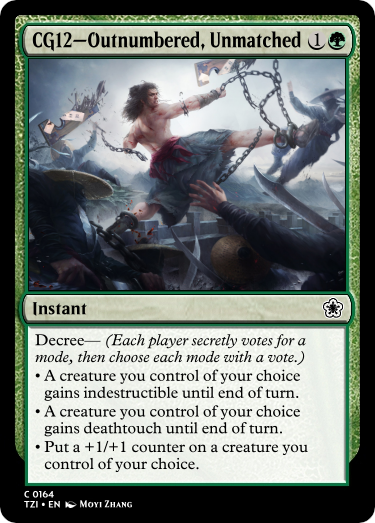 CG12—Outnumbered, Unmatched 1
Instant
Decree— (Each player secretly votes for a
mode, then choose each mode with a vote.)
• A creature you control of your choice
gains indestructible until end of turn.
• A creature you control of your choice
gains deathtouch until end of turn.
• Put a +1/+1 counter on a creature you
control of your choice.
C 0164
TZI • EN Moyi Zhang